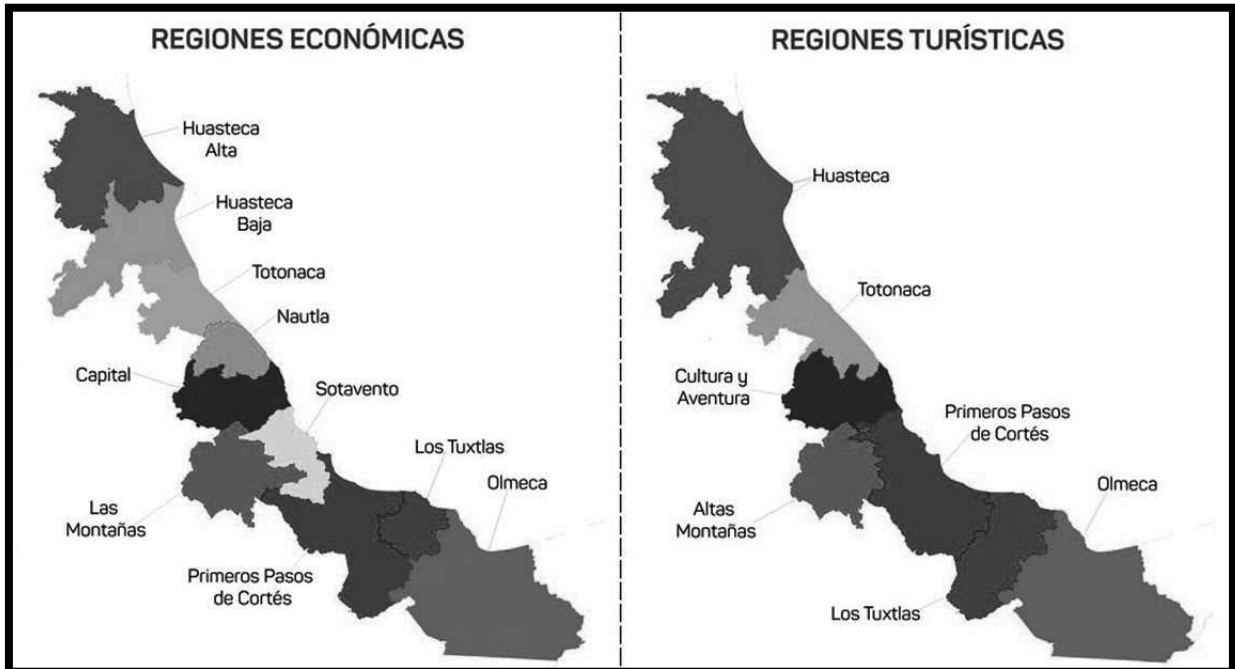 REGIONES ECONÓMICAS
Huasteca
Alta
Huasteca
Baja
Totonaca
Nautla
Capital
Sotavento
Los Tuxtlas
Olmeca
Las
Montañas
Primeros Pasos
de Cortés
REGIONES TURÍSTICAS
Huasteca
Totonaca
Cultura y
Aventura
Primeros Pasos
de Cortés
Olmeca
Altas
Montañas
Los Tuxtlas